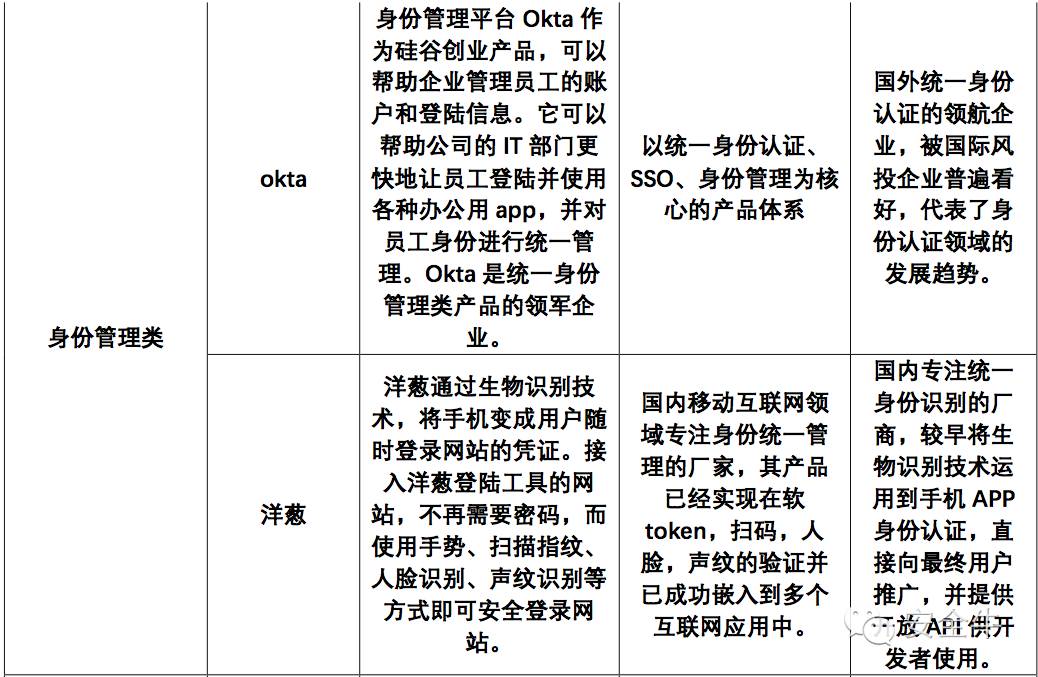 身份管理类
okta
身份管理平台 Okta 作
为硅谷创业产品，可以
帮助企业管理员工的账
户和登陆信息。它可以
帮助公司的 IT 部门更
快地让员工登陆并使用
各种办公用 app，并对
员工身份进行统一管
理。Okta 是统一身份
管理类产品的领军企
业。
以统一身份认证、
SSO、身份管理为核
心的产品体系
国外统一身份
认证的领航企
业，被国际风
投企业普遍看
好，代表了身
份认证领域的
发展趋势。
洋葱
洋葱通过生物识别技
术，将手机变成用户随
时登录网站的凭证。接
入洋葱登陆工具的网
站，不再需要密码，而
使用手势、扫描指纹、
人脸识别、声纹识别等
方式即可安全登录网
站。
国内移动互联网领
域专注身份统一管
理的厂家，其产品
已经实现在软
token，扫码，人
脸，声纹的验证并
已成功嵌入到多个
互联网应用中。
国内专注统一
身份识别的厂
商，较早将生
物识别技术运
用到手机 APP
身份认证，直
接向最终用户
推广，并提供
放 API 供开
发者使用。
安全牛